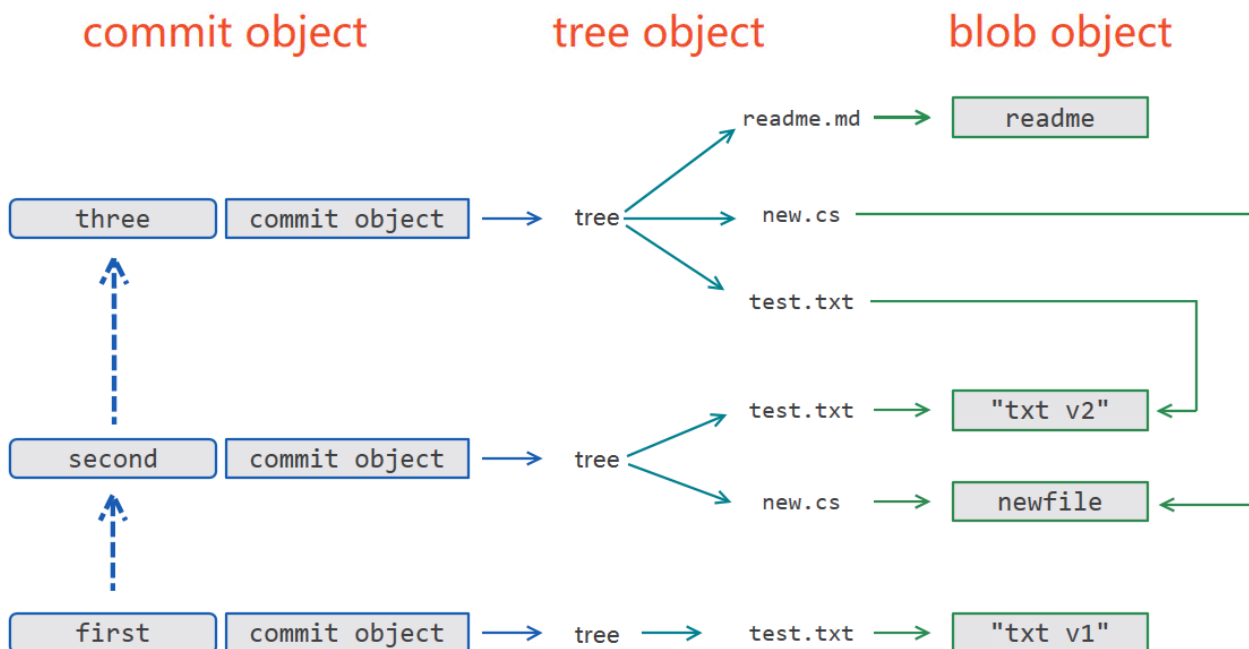 commit object tree object blob object
readme.md readme
three commit object tree new.cs
test.txt
test.txt "txt v2"
second commit object tree
new.cs newfile
first commit object tree test.txt "txt v1"